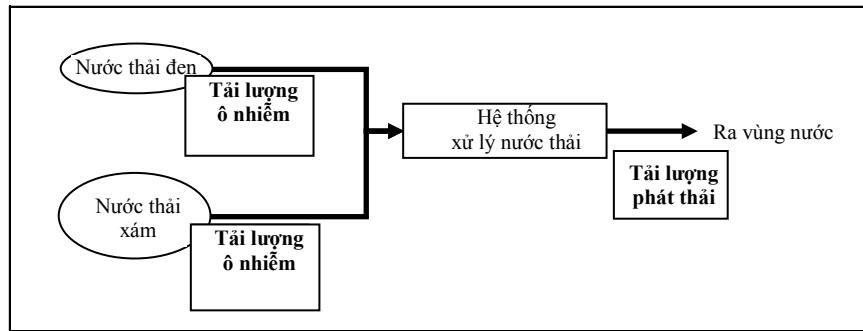 Nước thải đen
Tải lượng
ô nhiễm
Hệ thống
xử lý nước thải
Ra vùng nước
Tải lượng
phát thải
Nước thải
xám
Tải lượng
ô nhiễm